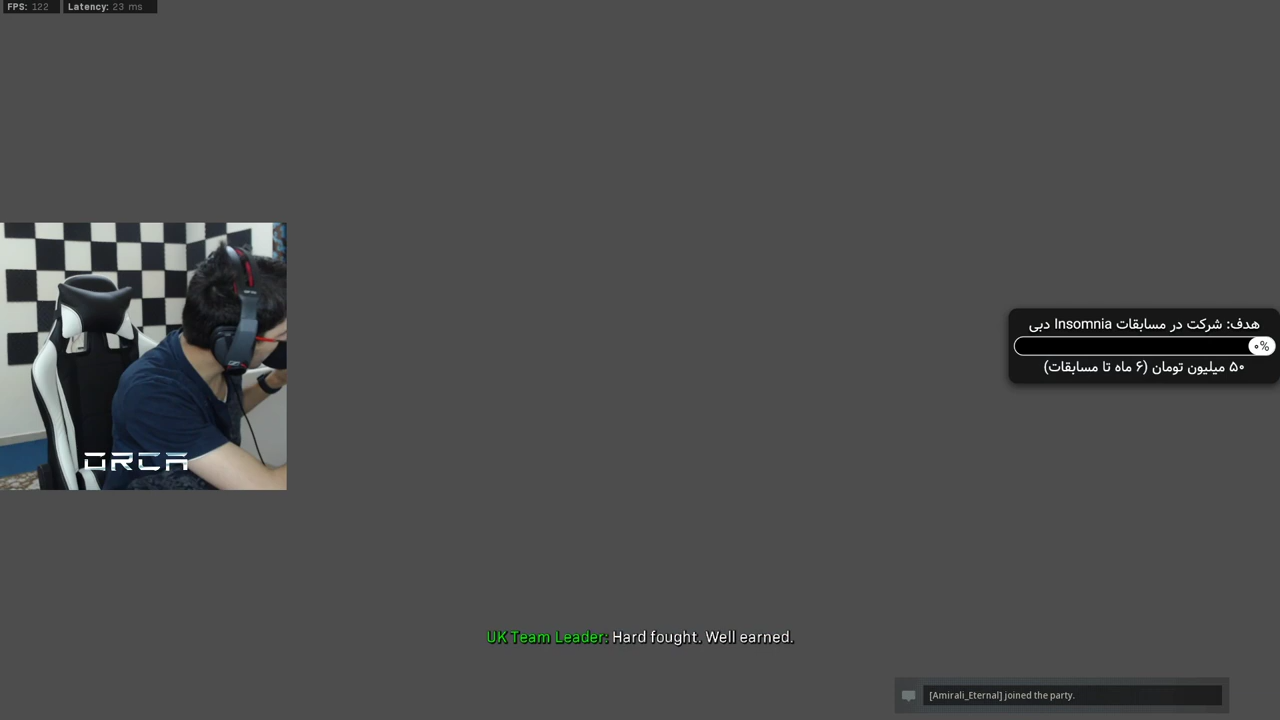 FPS: 122 Latency: 23 ms
هدف: شرکت در مسابقات Insomnia دبی
۰%
۵۰ میلیون تومان (۶ ماه تا مسابقات)
ORCA
UK Team Leader: Hard fought. Well earned.
[Amirali_Eternal] joined the party.